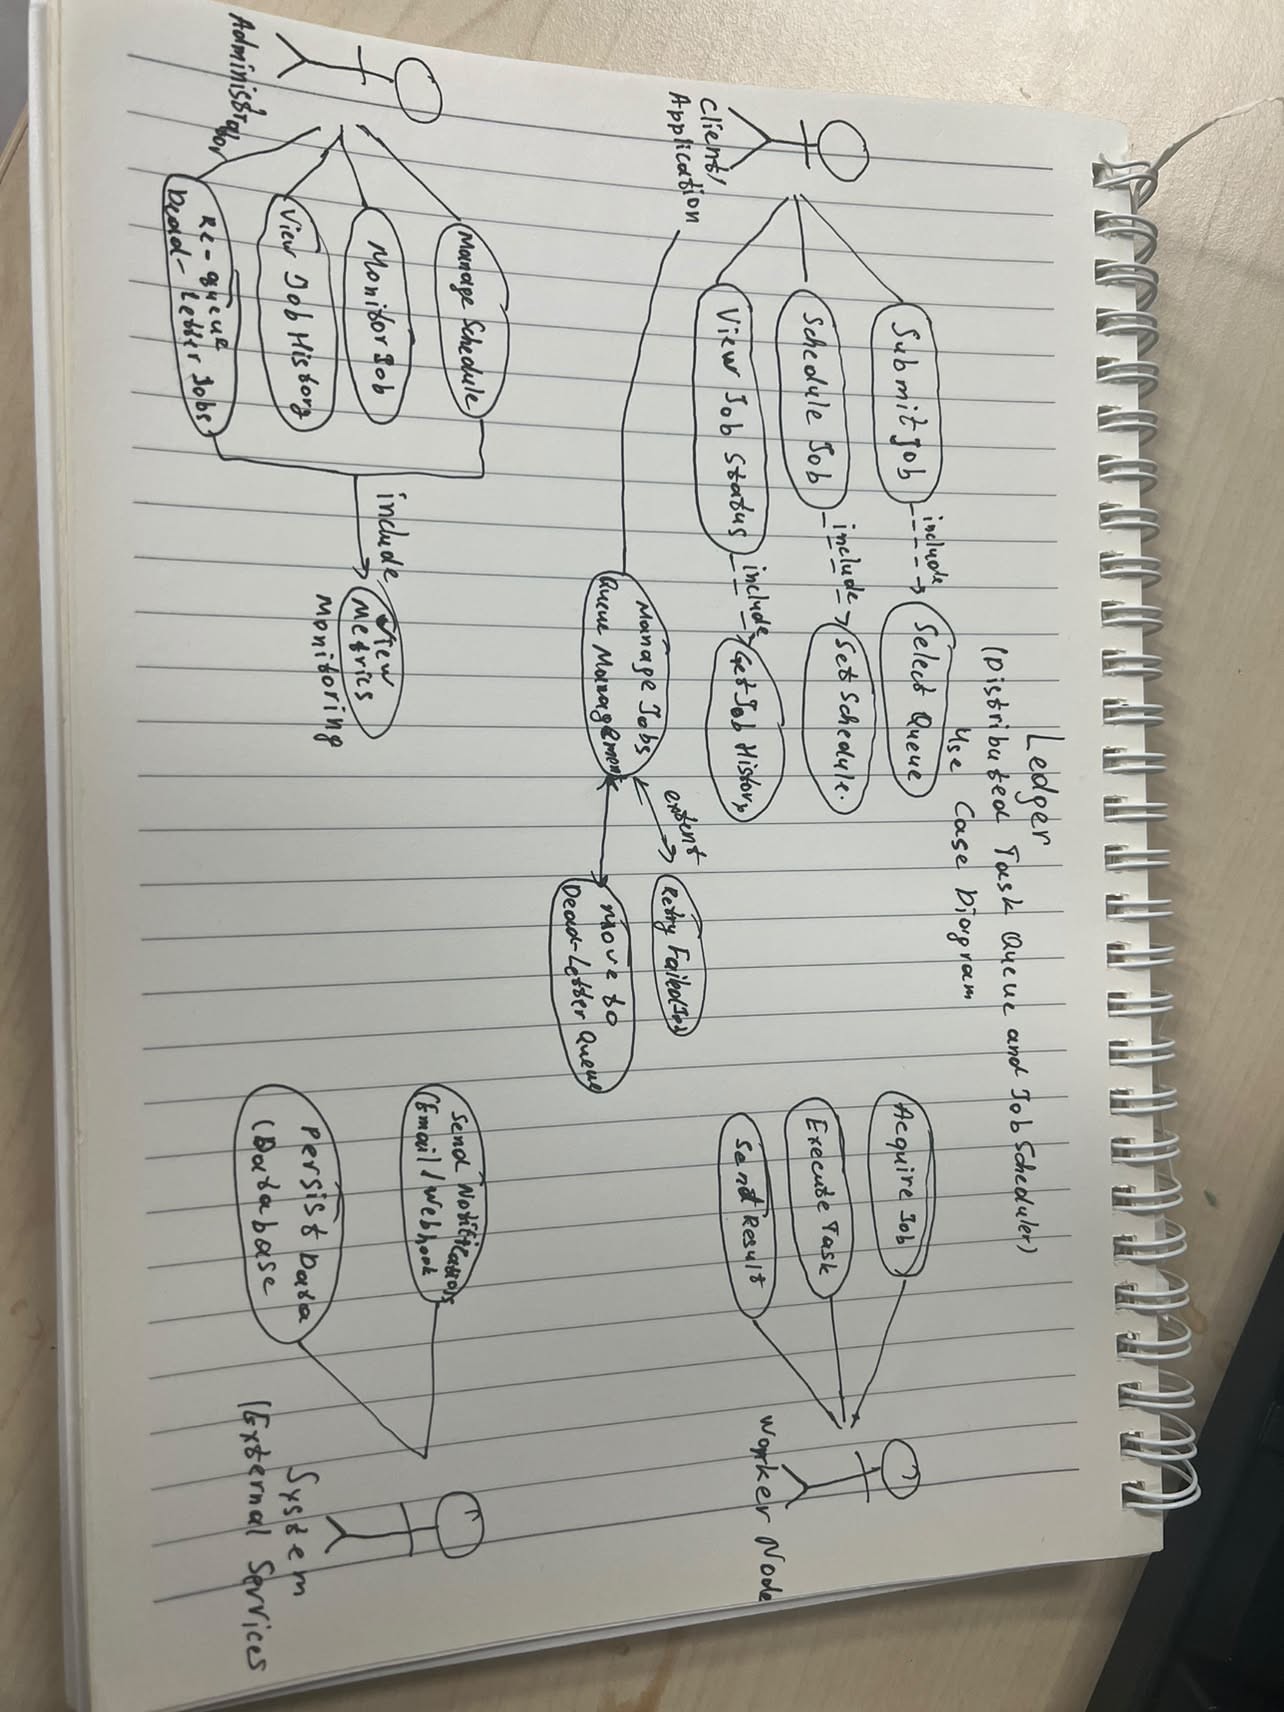 Ledger
(Distributed Task Queue and Job Scheduler)
Use Case Diagram
Client/
Application
Submit Job
include
Select Queue
Schedule Job
include
Set Schedule.
View Job Status
include
Get Job History
Acquire Job
Execute Task
Send Result
Worker Node
Manage Jobs
Queue Management
extent
Retry Failed(Job)
Move to
Dead-Letter Queue
Administrator
Manage Schedule
Monitor Job
View Job History
Re-queue
Dead-Letter Jobs
include
View
Metrics
Monitoring
Send Notifications
(Email/Webhook
Persist Data
(Database
System
(External Services